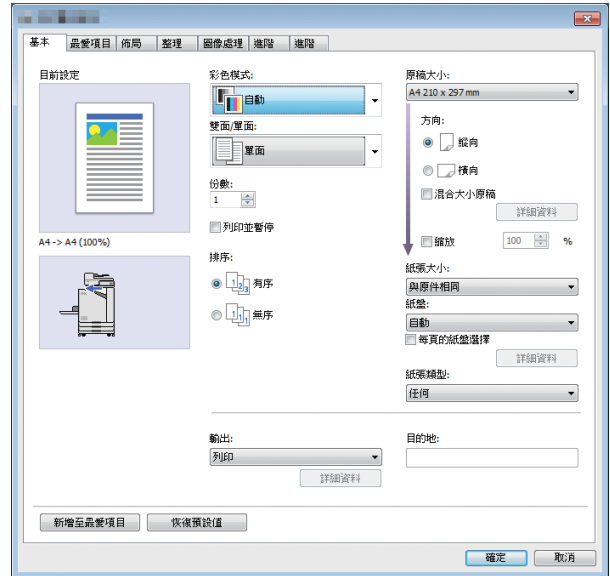 基本 最愛項目 佈局 整理 圖像處理 進階 進階
目前設定
A4 -> A4 (100%)
彩色模式:
自動
雙面/單面:
單面
份數:
1
列印並暫停
排序:
1 2 3 有序
1 1 1 無序
原稿大小:
A4 210 x 297 mm
方向:
縱向
橫向
混合大小原稿
詳細資料
縮放 100 %
紙張大小:
與原件相同
紙盤:
自動
每頁的紙盤選擇
詳細資料
紙張類型:
任何
輸出:
列印
詳細資料
目的地:
新增至最愛項目 恢復預設值
確定 取消